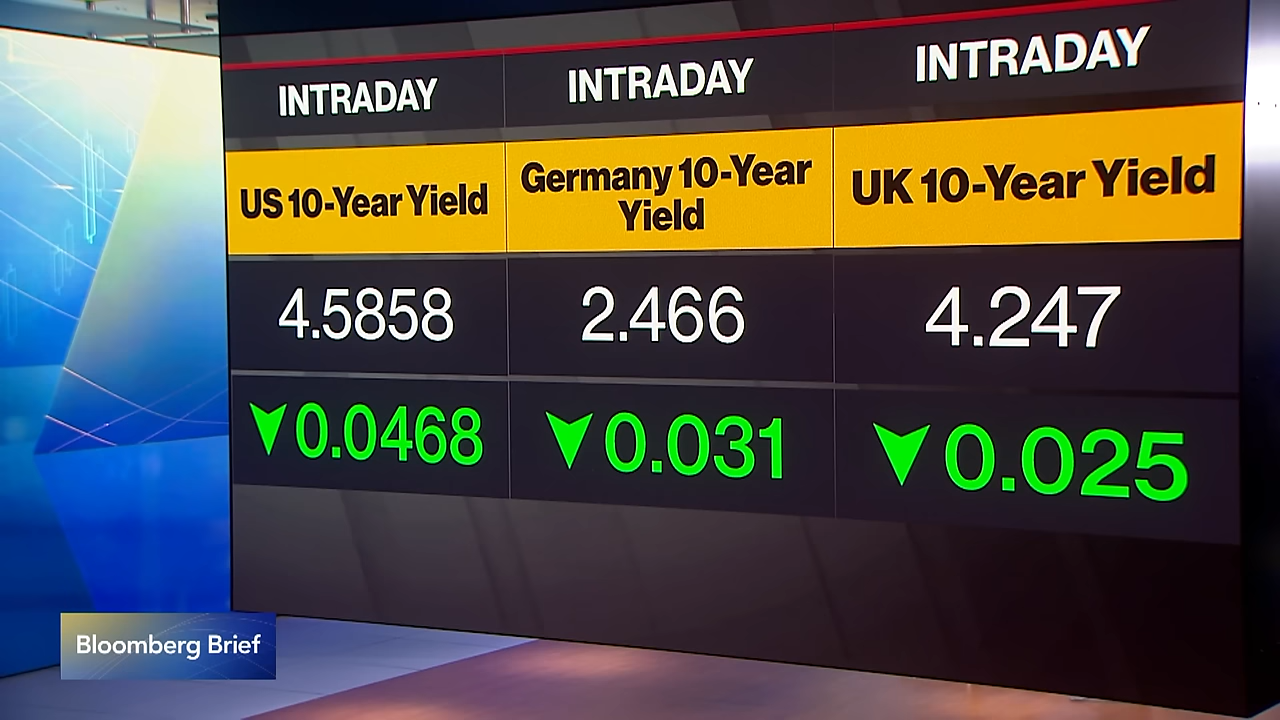 INTRADAY INTRADAY INTRADAY
US 10-Year Yield Germany 10-Year Yield UK 10-Year Yield
4.5858 2.466 4.247
▼0.0468 ▼0.031 ▼0.025
Bloomberg Brief